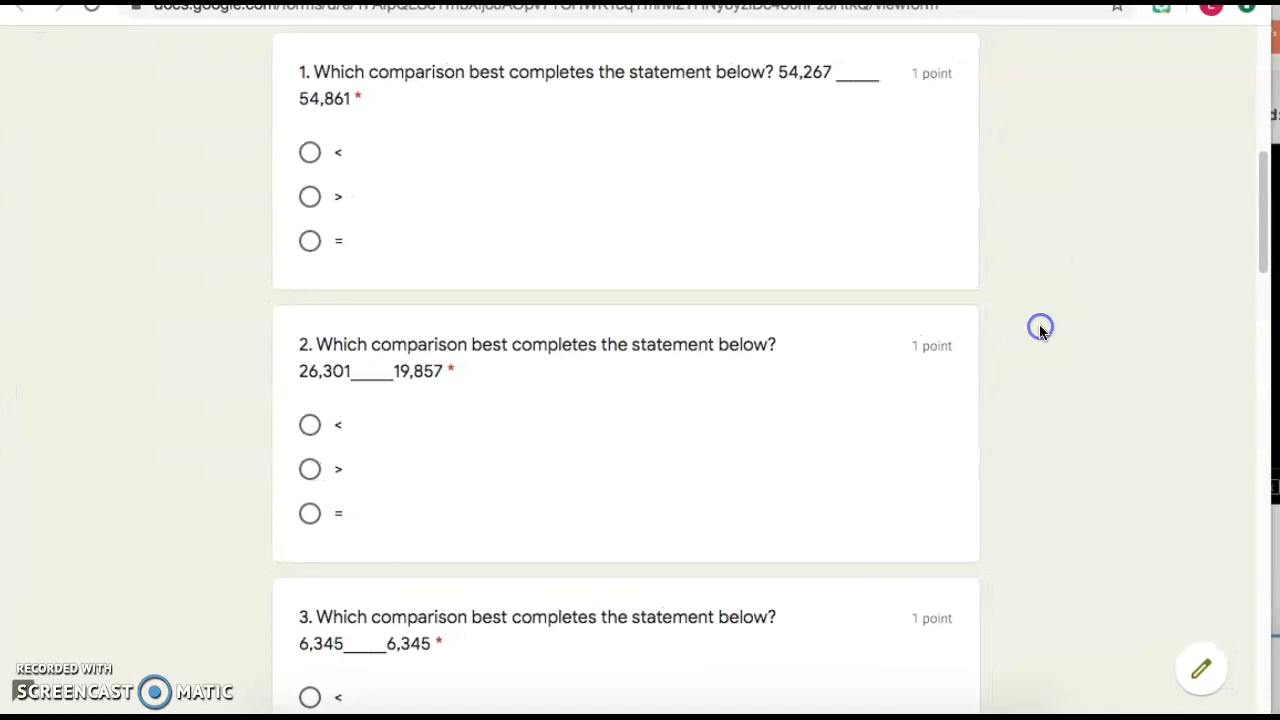 1. Which comparison best completes the statement below? 54,267 _____
1 point
54,861 *
<
>
=
2. Which comparison best completes the statement below?
1 point
26,301_____19,857 *
<
>
=
3. Which comparison best completes the statement below?
1 point
6,345_____6,345 *
<
RECORDED WITH
SCREENCAST MATIC